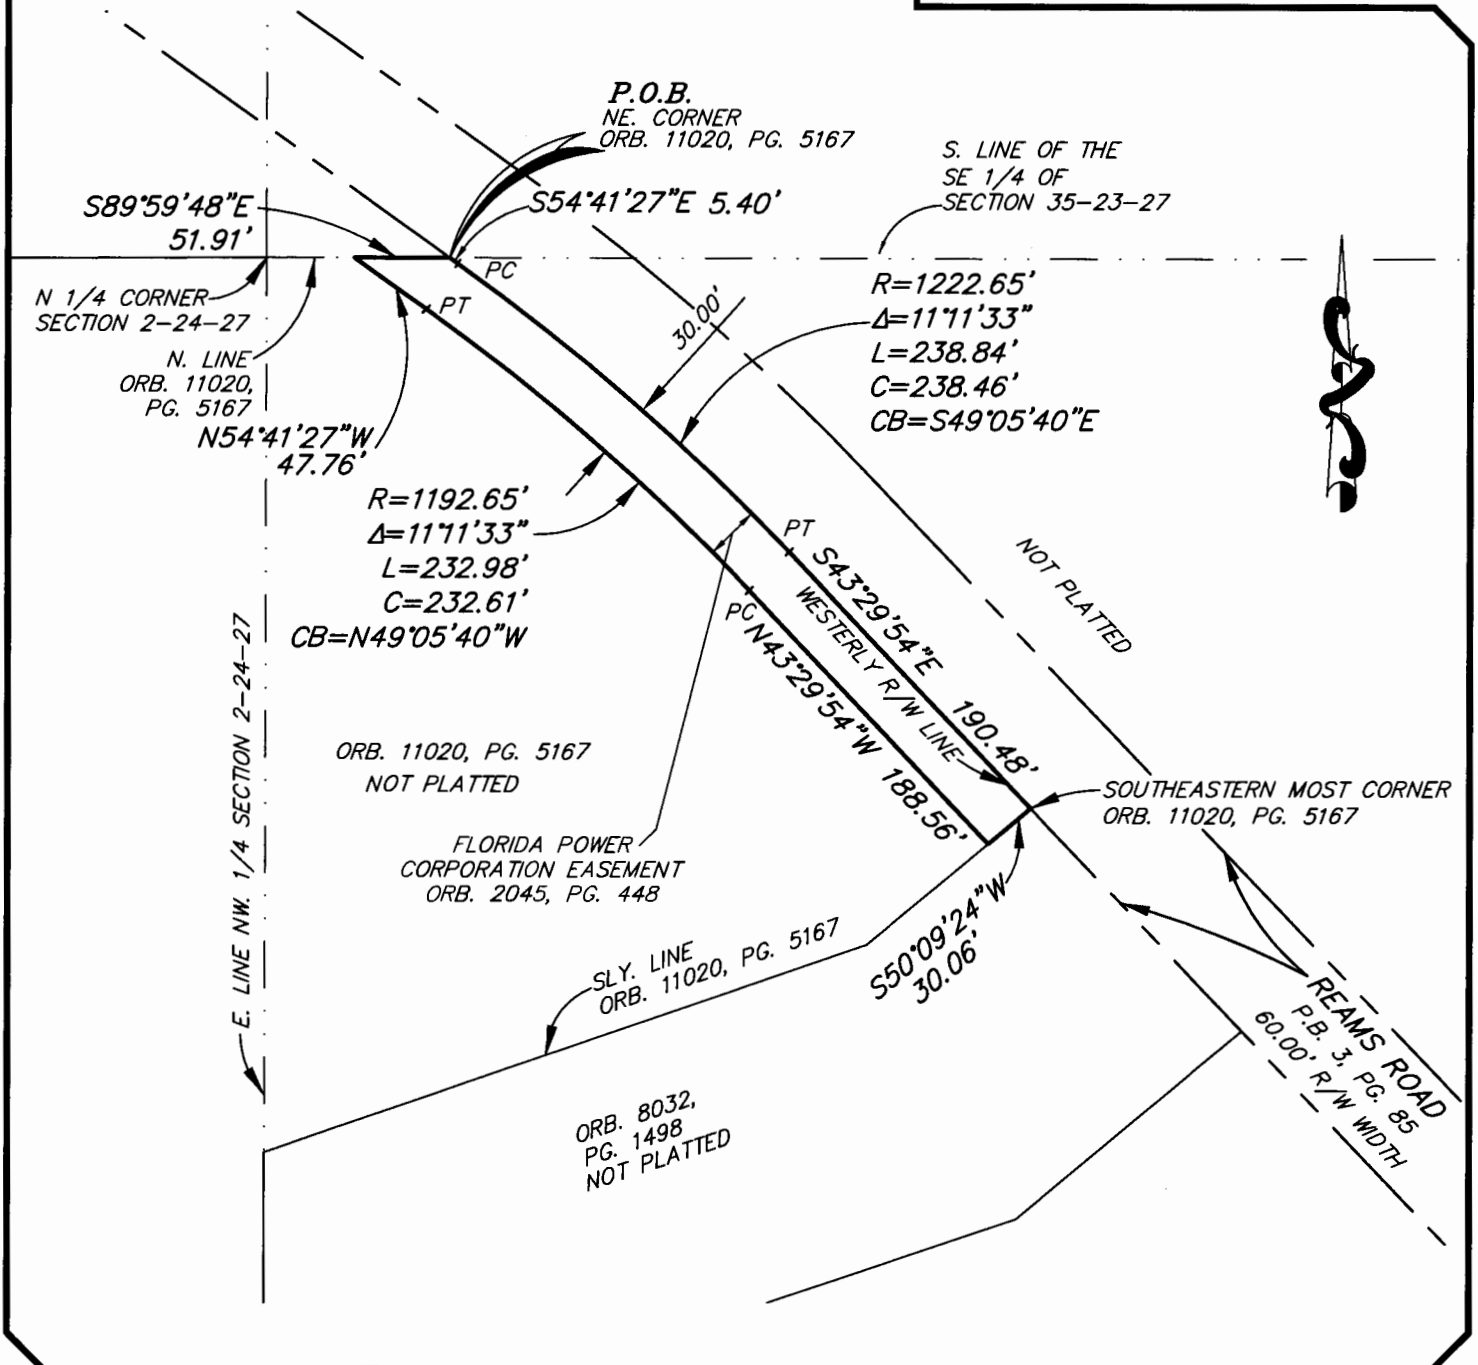 P.O.B.
NE. CORNER
ORB. 11020, PG. 5167
S. LINE OF THE
SE 1/4 OF
SECTION 35-23-27
S89°59'48"E
51.91'
S54°41'27"E 5.40'
PC
N 1/4 CORNER
SECTION 2-24-27
PT
30.00'
R=1222.65'
Δ=11°11'33"
L=238.84'
C=238.46'
CB=S49°05'40"E
N. LINE
ORB. 11020,
PG. 5167
N54°41'27"W
47.76'
R=1192.65'
Δ=11°11'33"
L=232.98'
C=232.61'
CB=N49°05'40"W
PT
S43°29'54"E 190.48'
WESTERLY R/W LINE
PC
N43°29'54"W 188.56'
NOT PLATTED
E. LINE NW. 1/4 SECTION 2-24-27
ORB. 11020, PG. 5167
NOT PLATTED
FLORIDA POWER
CORPORATION EASEMENT
ORB. 2045, PG. 448
SOUTHEASTERN MOST CORNER
ORB. 11020, PG. 5167
S50°09'24"W
30.06'
SLY. LINE
ORB. 11020, PG. 5167
REAMS ROAD
P.B. 3, PG. 85
60.00' R/W WIDTH
ORB. 8032,
PG. 1498
NOT PLATTED